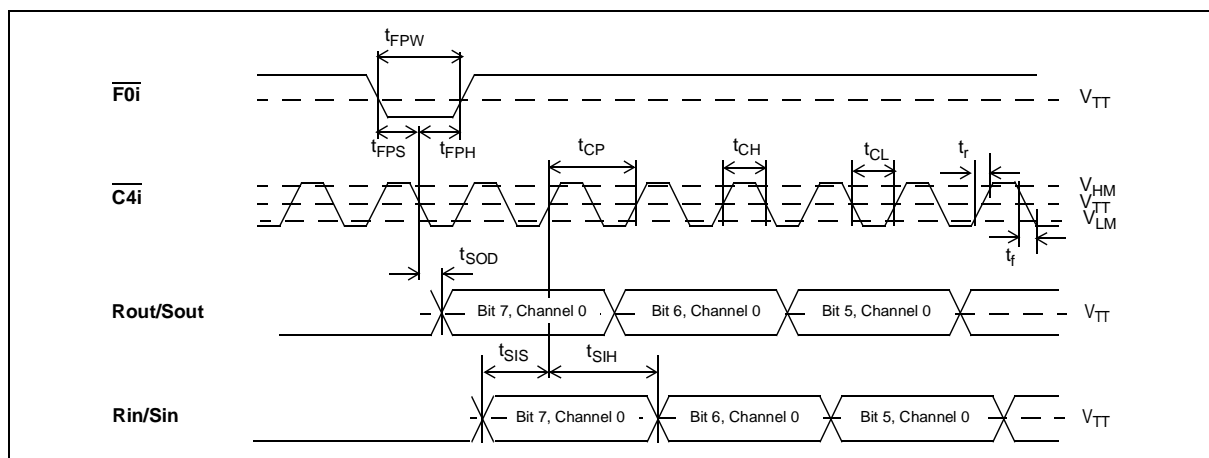 tFPW
F0i
VTT
tFPS
tFPH
tCP
tCH
tCL
tr
C4i
VHM
VTT
VLM
tf
tSOD
Rout/Sout
Bit 7, Channel 0
Bit 6, Channel 0
Bit 5, Channel 0
VTT
tSIS
tSIH
Rin/Sin
Bit 7, Channel 0
Bit 6, Channel 0
Bit 5, Channel 0
VTT